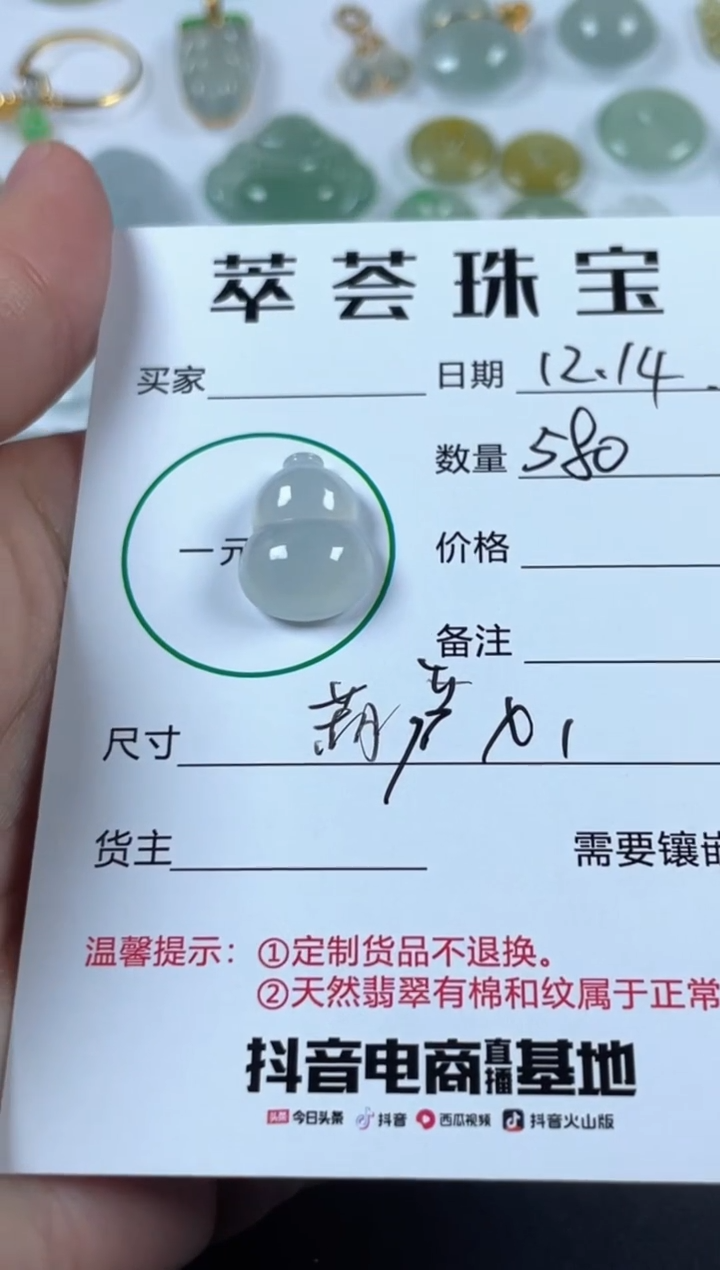 萃荟珠宝
买家 日期 12.14
数量 580
一元
价格
备注
尺寸 葫芦 x1
货主 需要镶嵌
温馨提示：①定制货品不退换。
②天然翡翠有棉和纹属于正常
抖音电商直播基地
头条 今日头条 抖音 西瓜视频 抖音火山版